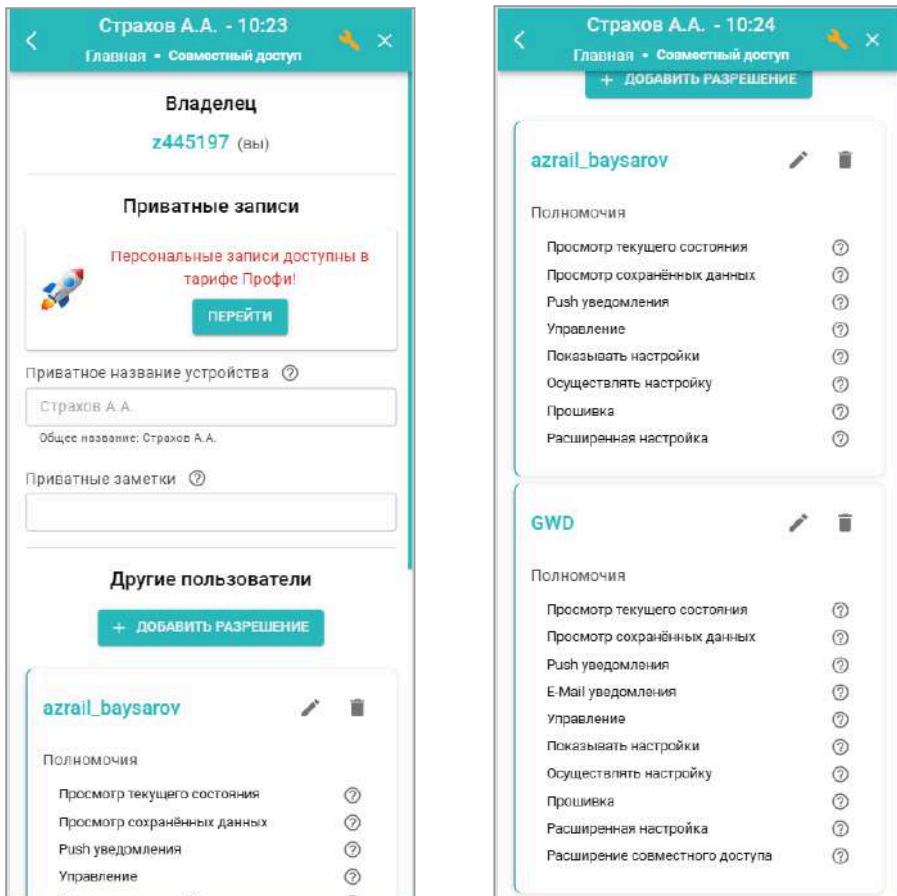 Страхов А.А. - 10:23
Главная • Совместный доступ
Владелец
z445197 (вы)
Приватные записи
Персональные записи доступны в
тарифе Профи!
ПЕРЕЙТИ
Приватное название устройства
Страхов А.А.
Общее название: Страхов А.А.
Приватные заметки
Другие пользователи
+ ДОБАВИТЬ РАЗРЕШЕНИЕ
azrail_baysarov
Полномочия
Просмотр текущего состояния
Просмотр сохранённых данных
Push уведомления
Управление
Страхов А.А. - 10:24
Главная • Совместный доступ
+ ДОБАВИТЬ РАЗРЕШЕНИЕ
azrail_baysarov
Полномочия
Просмотр текущего состояния
Просмотр сохранённых данных
Push уведомления
Управление
Показывать настройки
Осуществлять настройку
Прошивка
Расширенная настройка
GWD
Полномочия
Просмотр текущего состояния
Просмотр сохранённых данных
Push уведомления
E-Mail уведомления
Управление
Показывать настройки
Осуществлять настройку
Прошивка
Расширенная настройка
Расширение совместного доступа